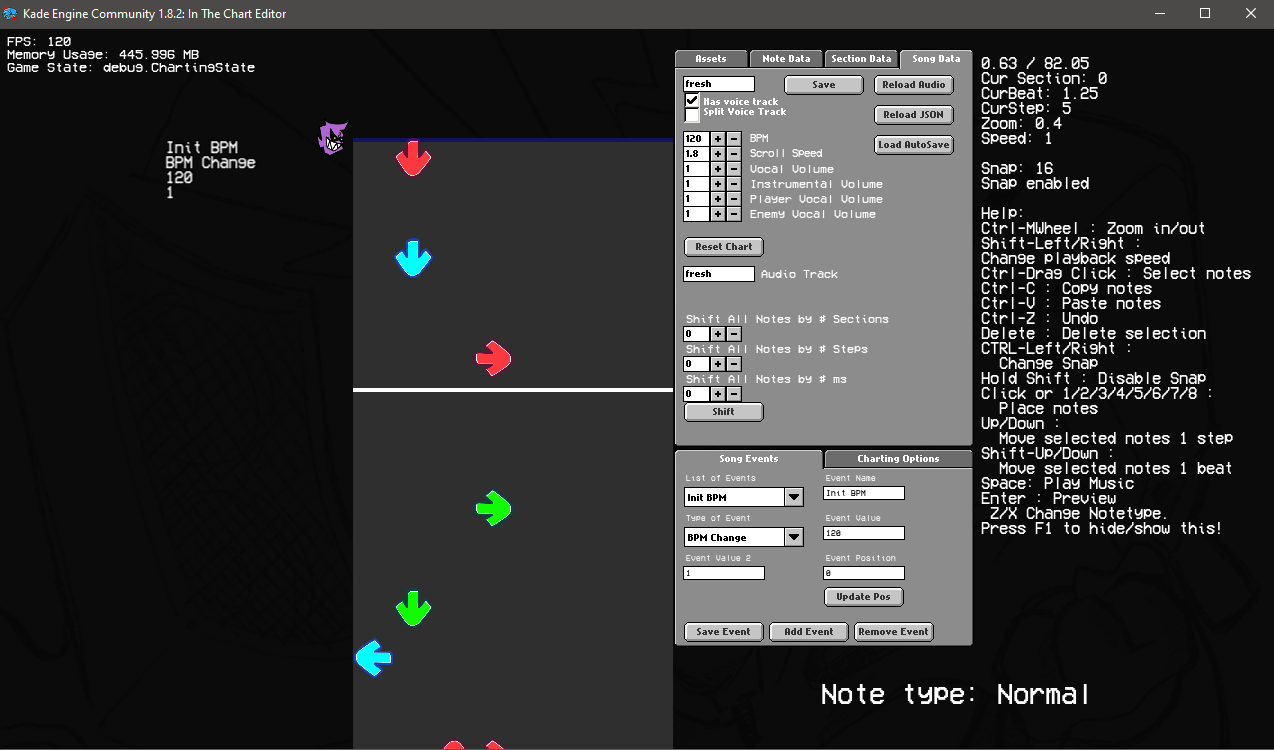 Kade Engine Community 1.8.2: In The Chart Editor
FPS: 120
Memory Usage: 445.996 MB
Game State: debug.ChartingState
Init BPM
BPM Change
120
1
Assets
Note Data
Section Data
Song Data
fresh
Save
Reload Audio
Has voice track
Split Voice Track
Reload JSON
120 + - BPM
Load AutoSave
1.8 + - Scroll Speed
1 + - Vocal Volume
1 + - Instrumental Volume
1 + - Player Vocal Volume
1 + - Enemy Vocal Volume
Reset Chart
fresh Audio Track
Shift All Notes by # Sections
0 + -
Shift All Notes by # Steps
0 + -
Shift All Notes by # ms
0 + -
Shift
Song Events
Charting Options
List of Events
Event Name
Init BPM
Init BPM
Type of Event
Event Value
BPM Change
120
Event Value 2
Event Position
1
0
Update Pos
Save Event
Add Event
Remove Event
0.63 / 82.05
Cur Section: 0
CurBeat: 1.25
CurStep: 5
Zoom: 0.4
Speed: 1
Snap: 16
Snap enabled
Help:
Ctrl-MWheel : Zoom in/out
Shift-Left/Right :
Change playback speed
Ctrl-Drag Click : Select notes
Ctrl-C : Copy notes
Ctrl-V : Paste notes
Ctrl-Z : Undo
Delete : Delete selection
CTRL-Left/Right :
Change Snap
Hold Shift : Disable Snap
Click or 1/2/3/4/5/6/7/8 :
Place notes
Up/Down :
Move selected notes 1 step
Shift-Up/Down :
Move selected notes 1 beat
Space: Play Music
Enter : Preview
Z/X Change Notetype.
Press F1 to hide/show this!
Note type: Normal